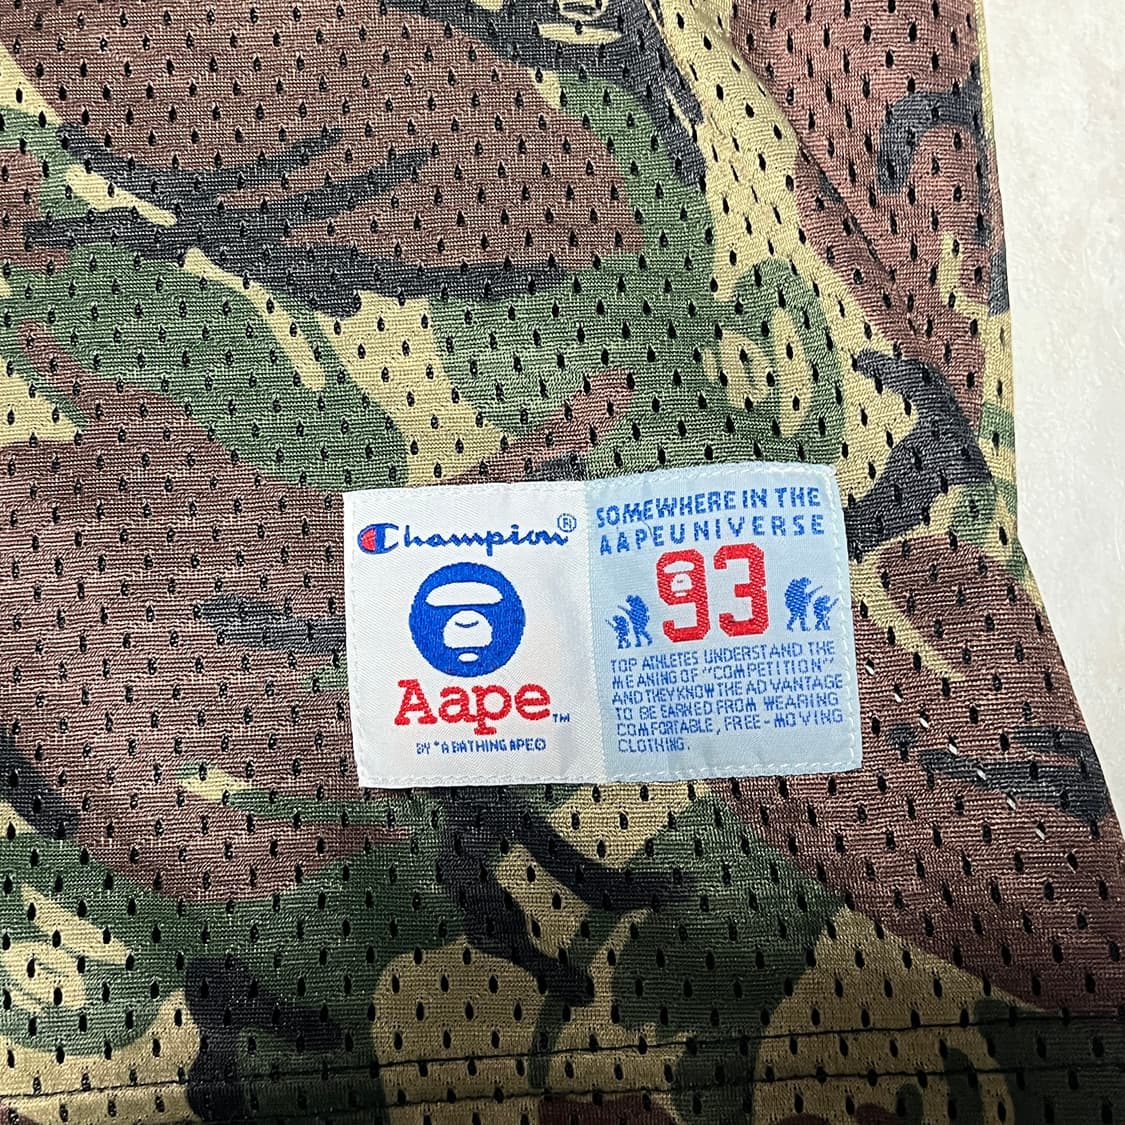 Champion®
Aape™
BY *A BATHING APE®
SOMEWHERE IN THE
AAPEUNIVERSE
93
TOP ATHLETES UNDERSTAND THE
MEANING OF "COMPETITION"
AND THEY KNOW THE ADVANTAGE
TO BE EARNED FROM WEARING
COMFORTABLE, FREE-MOVING
CLOTHING.